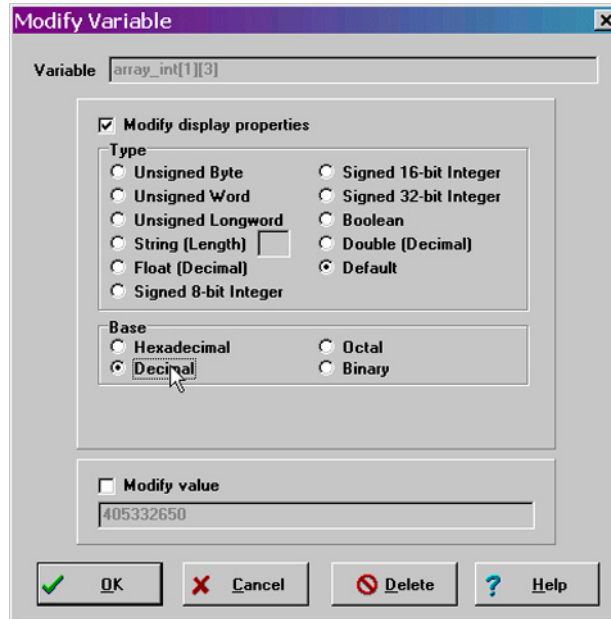 Modify Variable
Variable array_int[1][3]
Modify display properties
Type
Unsigned Byte
Signed 16-bit Integer
Unsigned Word
Signed 32-bit Integer
Unsigned Longword
Boolean
String (Length)
Double (Decimal)
Float (Decimal)
Default
Signed 8-bit Integer
Base
Hexadecimal
Octal
Decimal
Binary
Modify value
405332650
OK Cancel Delete ? Help